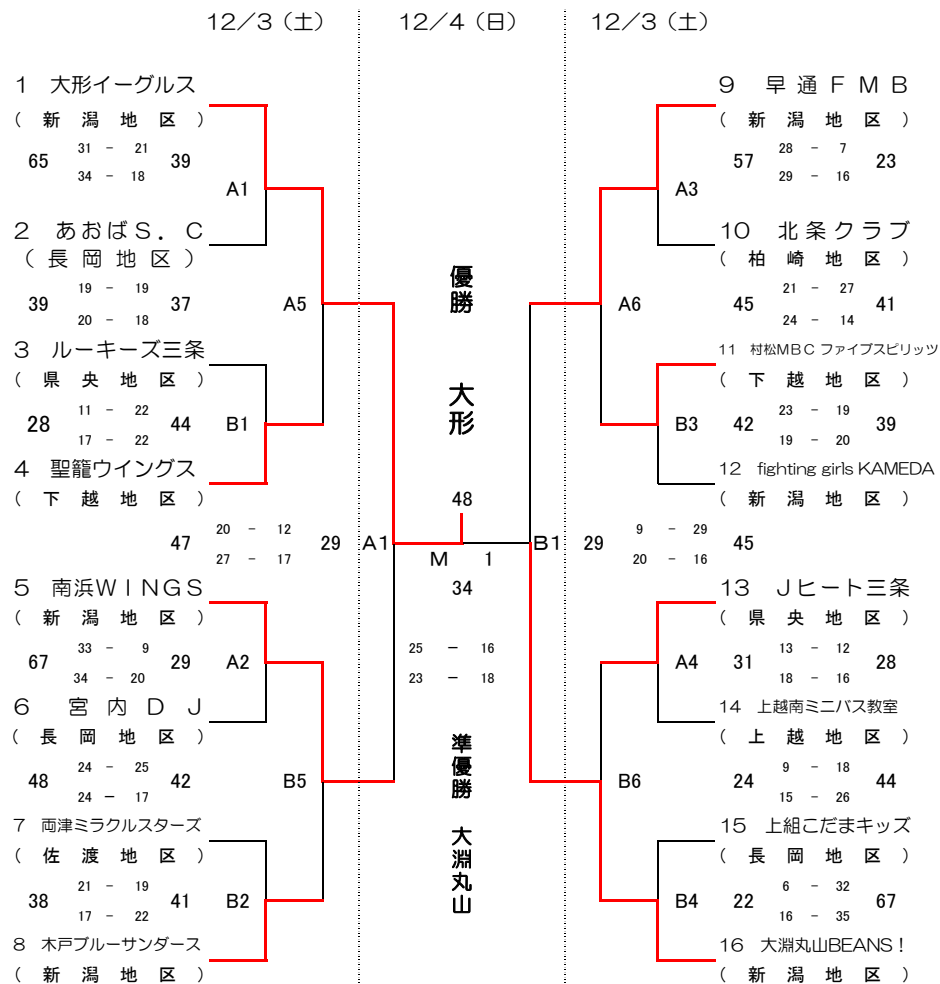 12／3（土） 12／4（日） 12／3（土）
1 大形イーグルス
（ 新 潟 地 区 ）
65 31 - 21 39
34 - 18
A1
2 あおばS．C
（ 長 岡 地 区 ）
39 19 - 19 37
20 - 18
A5
3 ルーキーズ三条
（ 県 央 地 区 ）
28 11 - 22 44
17 - 22
B1
4 聖籠ウイングス
（ 下 越 地 区 ）
47 20 - 12 29
27 - 17
A1
5 南浜WINGS
（ 新 潟 地 区 ）
67 33 - 9 29
34 - 20
A2
6 宮内DJ
（ 長 岡 地 区 ）
48 24 - 25 42
24 - 17
B5
7 両津ミラクルスターズ
（ 佐 渡 地 区 ）
38 21 - 19 41
17 - 22
B2
8 木戸ブルーサンダース
（ 新 潟 地 区 ）
優勝 大形
48
M 1
34
25 - 16
23 - 18
準優勝 大淵丸山
9 早通FMB
（ 新 潟 地 区 ）
57 28 - 7 23
29 - 16
A3
10 北条クラブ
（ 柏 崎 地 区 ）
45 21 - 27 41
24 - 14
A6
11 村松MBC ファイブスピリッツ
（ 下 越 地 区 ）
42 23 - 19 39
19 - 20
B3
12 fighting girls KAMEDA
（ 新 潟 地 区 ）
B1
29 9 - 29 45
20 - 16
13 Jヒート三条
（ 県 央 地 区 ）
31 13 - 12 28
18 - 16
A4
14 上越南ミニバス教室
（ 上 越 地 区 ）
24 9 - 18 44
15 - 26
B6
15 上組こだまキッズ
（ 長 岡 地 区 ）
22 6 - 32 67
16 - 35
B4
16 大淵丸山BEANS！
（ 新 潟 地 区 ）